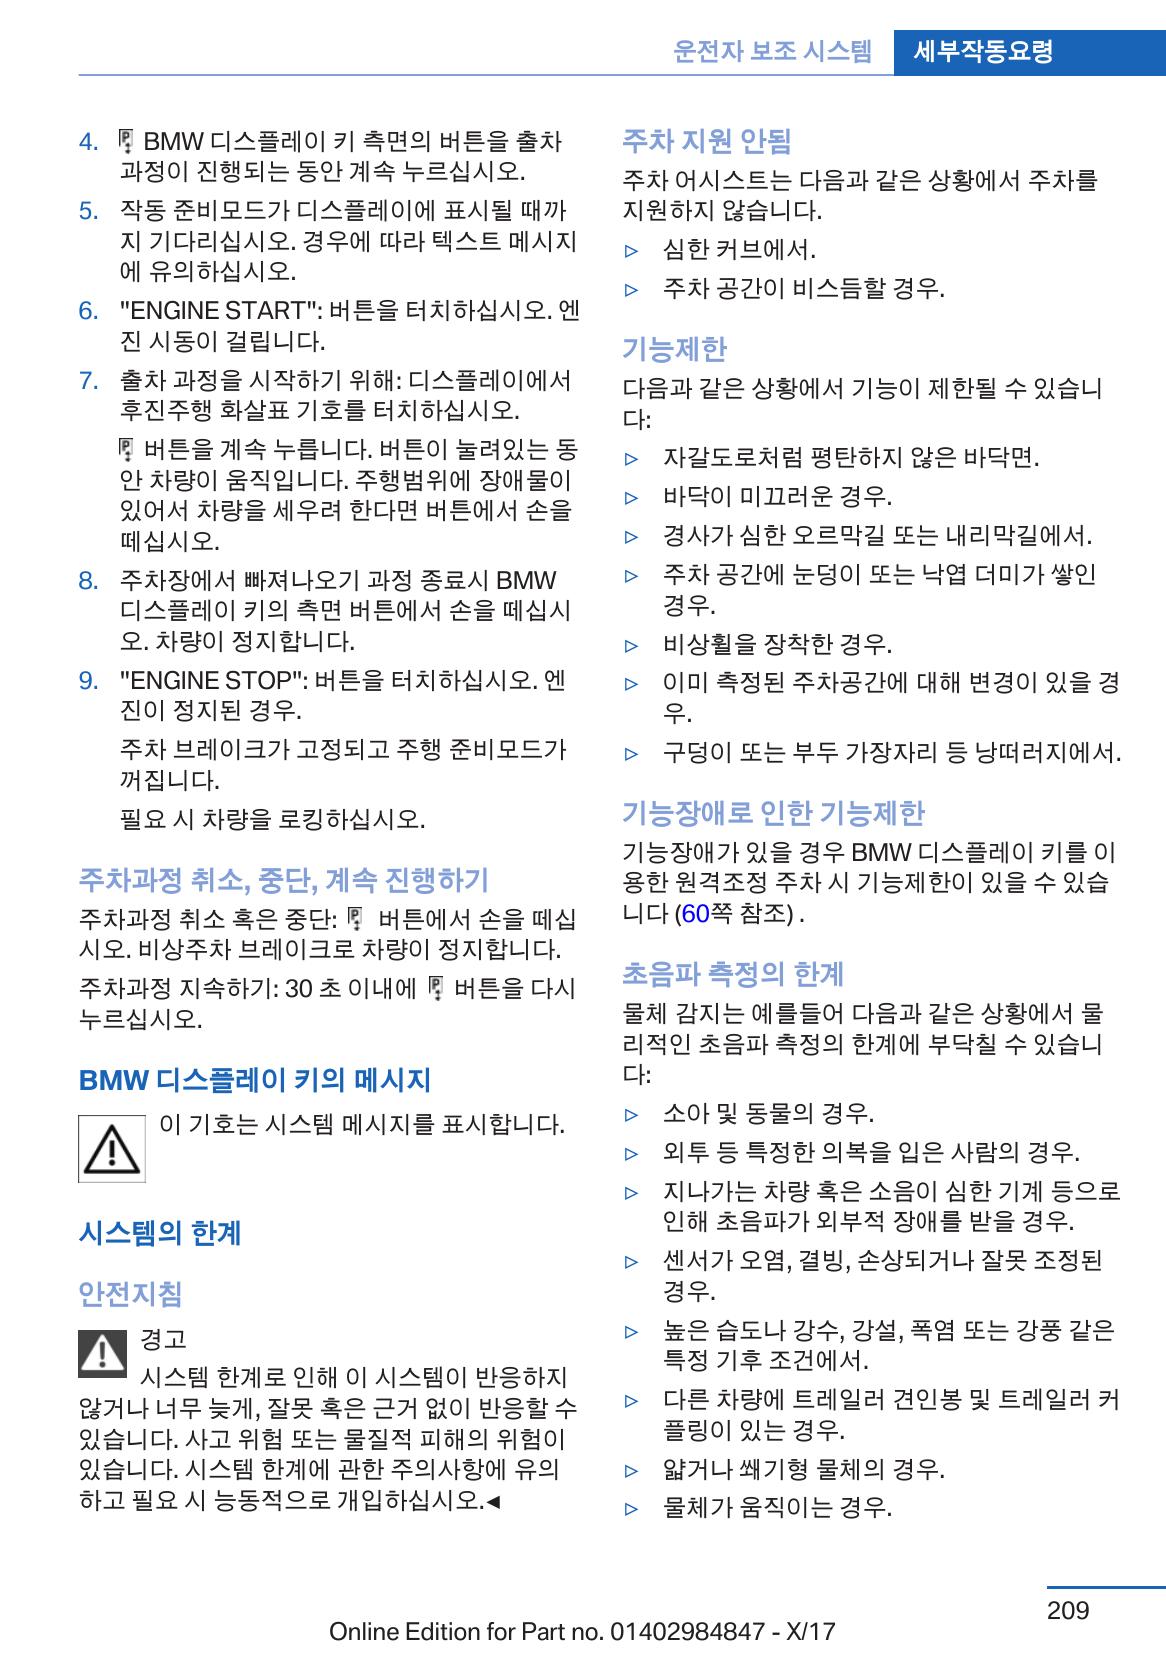 운전자 보조 시스템
세부작동요령
4. BMW 디스플레이 키 측면의 버튼을 출차
과정이 진행되는 동안 계속 누르십시오.
5. 작동 준비모드가 디스플레이에 표시될 때까
지 기다리십시오. 경우에 따라 텍스트 메시지
에 유의하십시오.
6. "ENGINE START": 버튼을 터치하십시오. 엔
진 시동이 걸립니다.
7. 출차 과정을 시작하기 위해: 디스플레이에서
후진주행 화살표 기호를 터치하십시오.
버튼을 계속 누릅니다. 버튼이 눌려있는 동
안 차량이 움직입니다. 주행범위에 장애물이
있어서 차량을 세우려 한다면 버튼에서 손을
떼십시오.
8. 주차장에서 빠져나오기 과정 종료시 BMW
디스플레이 키의 측면 버튼에서 손을 떼십시
오. 차량이 정지합니다.
9. "ENGINE STOP": 버튼을 터치하십시오. 엔
진이 정지된 경우.
주차 브레이크가 고정되고 주행 준비모드가
꺼집니다.
필요 시 차량을 로킹하십시오.
주차과정 취소, 중단, 계속 진행하기
주차과정 취소 혹은 중단: 버튼에서 손을 떼십
시오. 비상주차 브레이크로 차량이 정지합니다.
주차과정 지속하기: 30 초 이내에 버튼을 다시
누르십시오.
BMW 디스플레이 키의 메시지
이 기호는 시스템 메시지를 표시합니다.
시스템의 한계
안전지침
경고
시스템 한계로 인해 이 시스템이 반응하지
않거나 너무 늦게, 잘못 혹은 근거 없이 반응할 수
있습니다. 사고 위험 또는 물질적 피해의 위험이
있습니다. 시스템 한계에 관한 주의사항에 유의
하고 필요 시 능동적으로 개입하십시오.◄
주차 지원 안됨
주차 어시스트는 다음과 같은 상황에서 주차를
지원하지 않습니다.
▷ 심한 커브에서.
▷ 주차 공간이 비스듬할 경우.
기능제한
다음과 같은 상황에서 기능이 제한될 수 있습니
다:
▷ 자갈도로처럼 평탄하지 않은 바닥면.
▷ 바닥이 미끄러운 경우.
▷ 경사가 심한 오르막길 또는 내리막길에서.
▷ 주차 공간에 눈덩이 또는 낙엽 더미가 쌓인
경우.
▷ 비상휠을 장착한 경우.
▷ 이미 측정된 주차공간에 대해 변경이 있을 경
우.
▷ 구덩이 또는 부두 가장자리 등 낭떠러지에서.
기능장애로 인한 기능제한
기능장애가 있을 경우 BMW 디스플레이 키를 이
용한 원격조정 주차 시 기능제한이 있을 수 있습
니다 (60쪽 참조) .
초음파 측정의 한계
물체 감지는 예를들어 다음과 같은 상황에서 물
리적인 초음파 측정의 한계에 부닥칠 수 있습니
다:
▷ 소아 및 동물의 경우.
▷ 외투 등 특정한 의복을 입은 사람의 경우.
▷ 지나가는 차량 혹은 소음이 심한 기계 등으로
인해 초음파가 외부적 장애를 받을 경우.
▷ 센서가 오염, 결빙, 손상되거나 잘못 조정된
경우.
▷ 높은 습도나 강수, 강설, 폭염 또는 강풍 같은
특정 기후 조건에서.
▷ 다른 차량에 트레일러 견인봉 및 트레일러 커
플링이 있는 경우.
▷ 얇거나 쐐기형 물체의 경우.
▷ 물체가 움직이는 경우.
209
Online Edition for Part no. 01402984847 - X/17